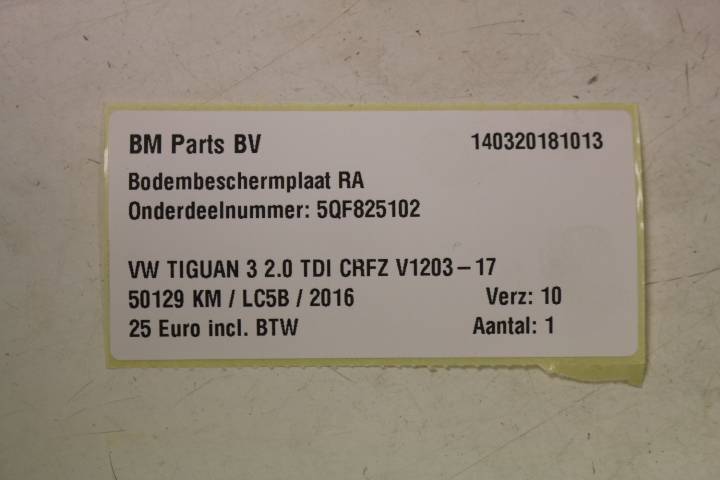 BM Parts BV 140320181013
Bodembeschermplaat RA
Onderdeelnummer: 5QF825102
VW TIGUAN 3 2.0 TDI CRFZ V1203-17
50129 KM / LC5B / 2016 Verz: 10
25 Euro incl. BTW Aantal: 1